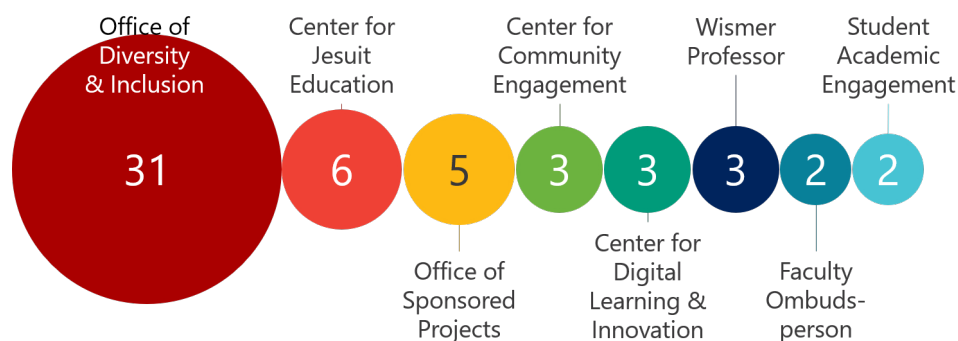 Office of
Diversity
& Inclusion
31
Center for
Jesuit
Education
6
5
Office of
Sponsored
Projects
Center for
Community
Engagement
3
3
Center for
Digital
Learning &
Innovation
Wismer
Professor
3
2
Faculty
Ombuds-
person
Student
Academic
Engagement
2